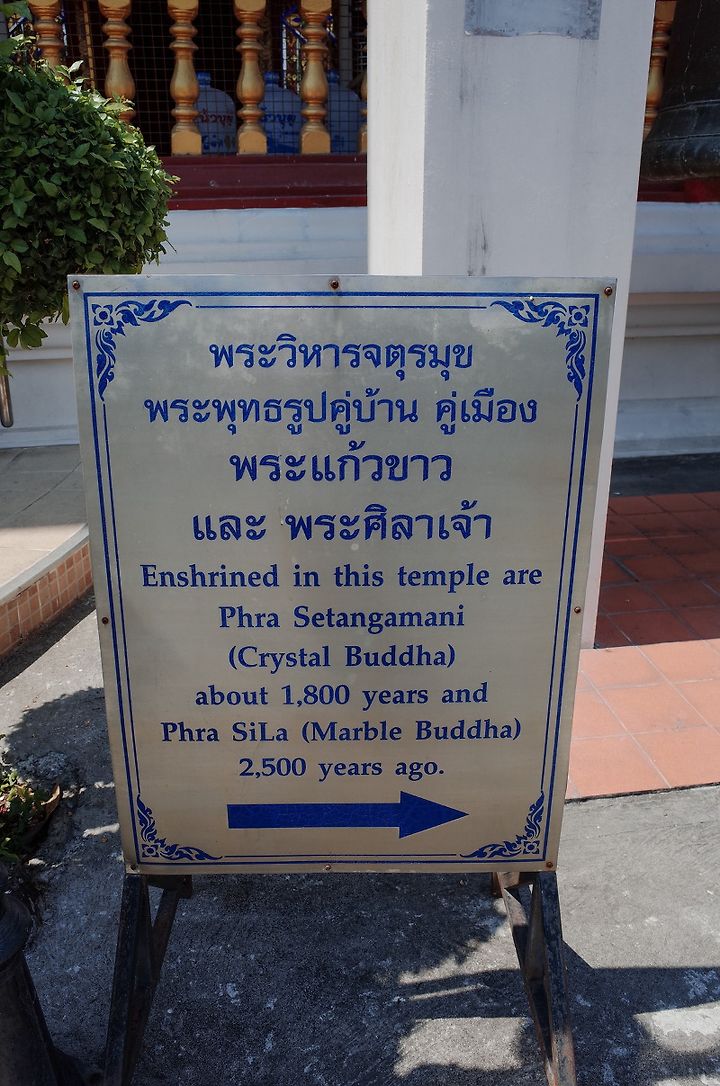 พระวิหารจตุรมุข
พระพุทธรูปคู่บ้าน คู่เมือง
พระแก้วขาว
และ พระศิลาเจ้า
Enshrined in this temple are
Phra Setangamani
(Crystal Buddha)
about 1,800 years and
Phra SiLa (Marble Buddha)
2,500 years ago.